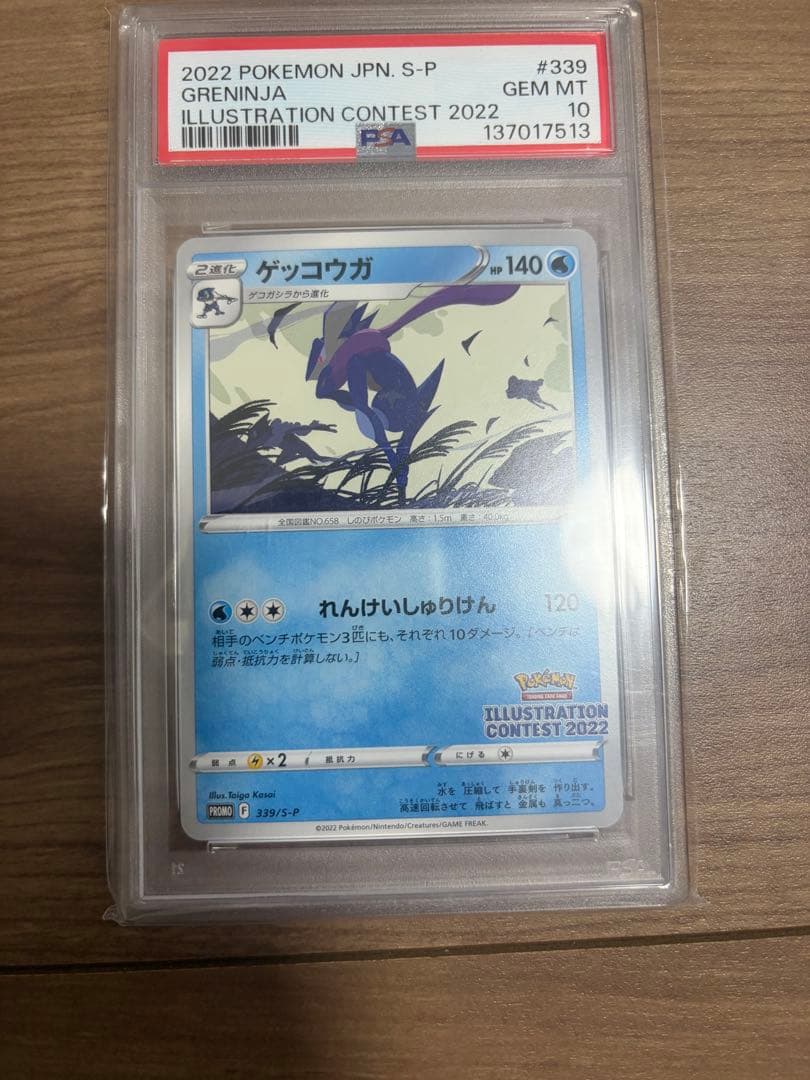 2022 POKEMON JPN. S-P #339
GRENINJA GEM MT
ILLUSTRATION CONTEST 2022 10
PSA 137017513
2進化 ゲッコウガ HP 140
ゲコガシラから進化
全国図鑑NO.658 しのびポケモン 高さ:1.5m 重さ:40.0kg
れんけいしゅりけん 120
相手のベンチポケモン3匹にも、それぞれ10ダメージ。[ベンチは
弱点・抵抗力を計算しない。]
Pokémon
TRADING CARD GAME
ILLUSTRATION
CONTEST 2022
弱点 ×2 抵抗力 にげる
Illus. Taiga Kasai
水を 圧縮して 手裏剣を 作り出す。
高速回転させて 飛ばすと 金属も 真っ二つ。
PROMO F 339/S-P
©2022 Pokémon/Nintendo/Creatures/GAME FREAK.